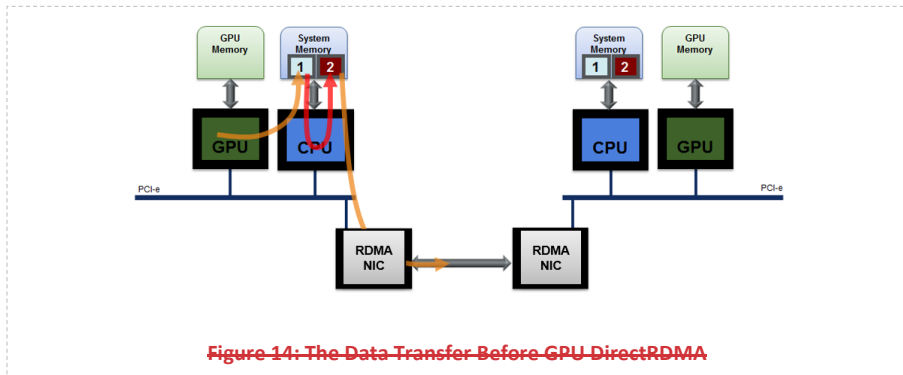 GPU
Memory
System
Memory
1 2
GPU
CPU
PCI-e
System
Memory
1 2
GPU
Memory
CPU
GPU
PCI-e
RDMA
NIC
RDMA
NIC
Figure 14: The Data Transfer Before GPU DirectRDMA